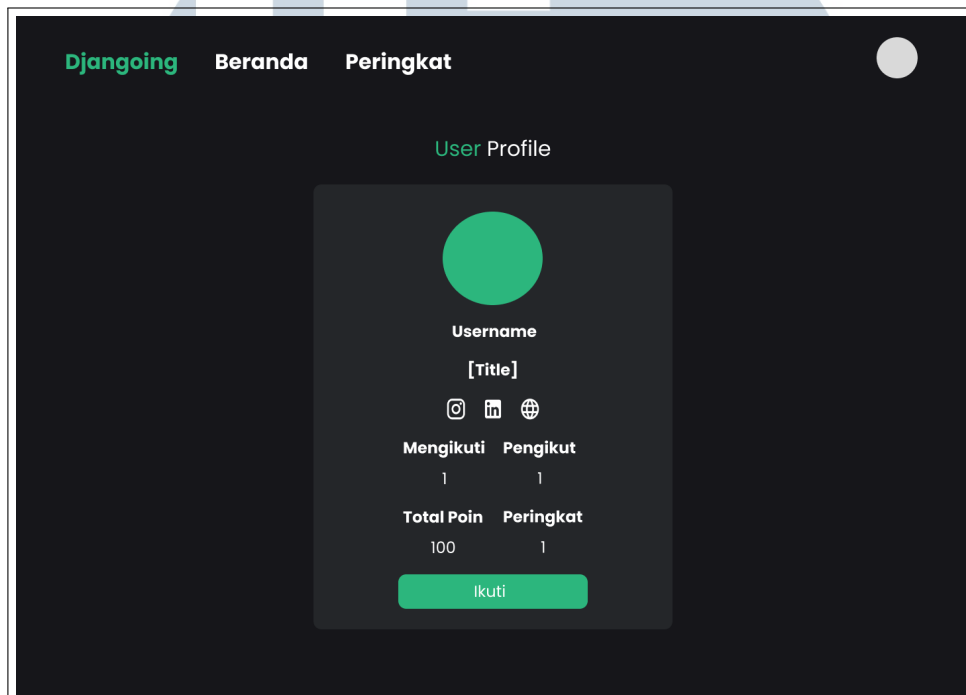 Djangoing Beranda Peringkat
User Profile
Username
[Title]
Mengikuti Pengikut
1 1
Total Poin Peringkat
100 1
Ikuti